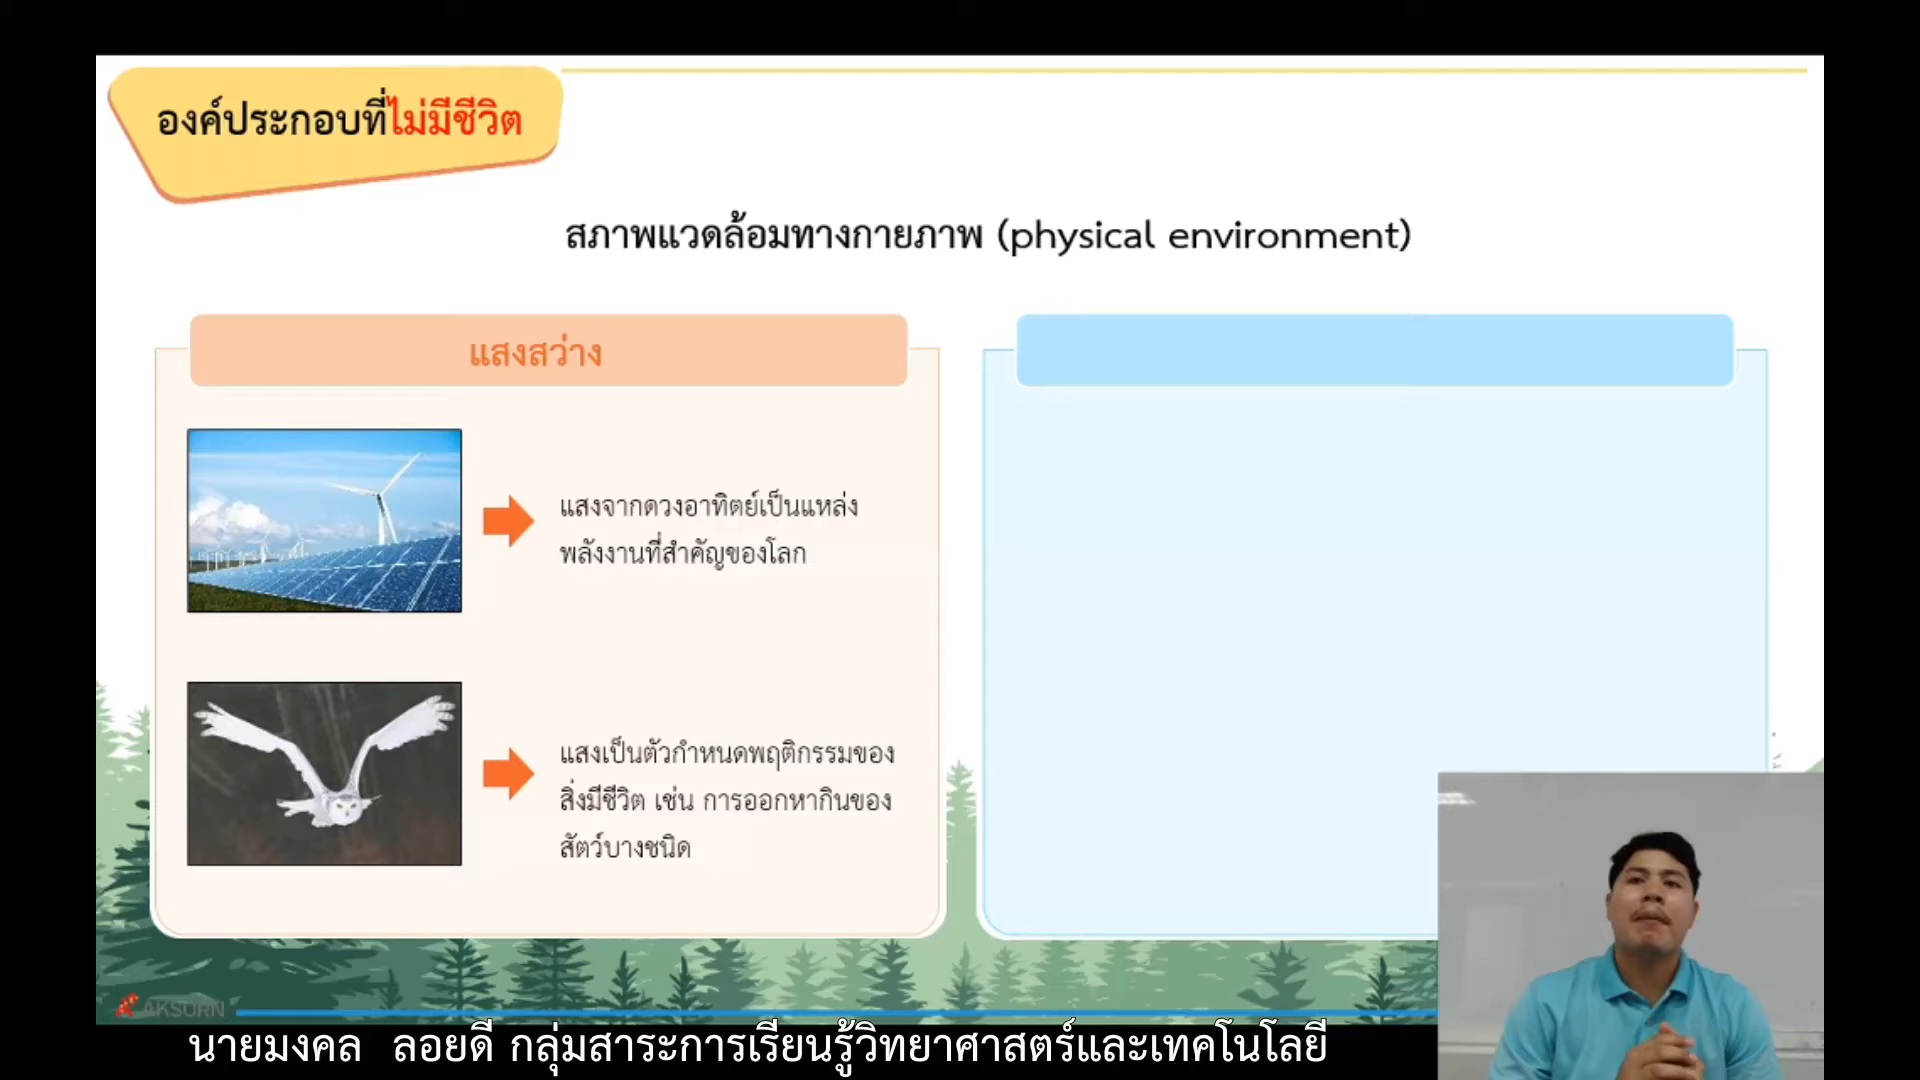 องค์ประกอบที่ไม่มีชีวิต
สภาพแวดล้อมทางกายภาพ (physical environment)
แสงสว่าง
แสงจากดวงอาทิตย์เป็นแหล่ง
พลังงานที่สำคัญของโลก
แสงเป็นตัวกำหนดพฤติกรรมของ
สิ่งมีชีวิต เช่น การออกหากินของ
สัตว์บางชนิด
AKSORN
นายมงคล ลอยดี กลุ่มสาระการเรียนรู้วิทยาศาสตร์และเทคโนโลยี